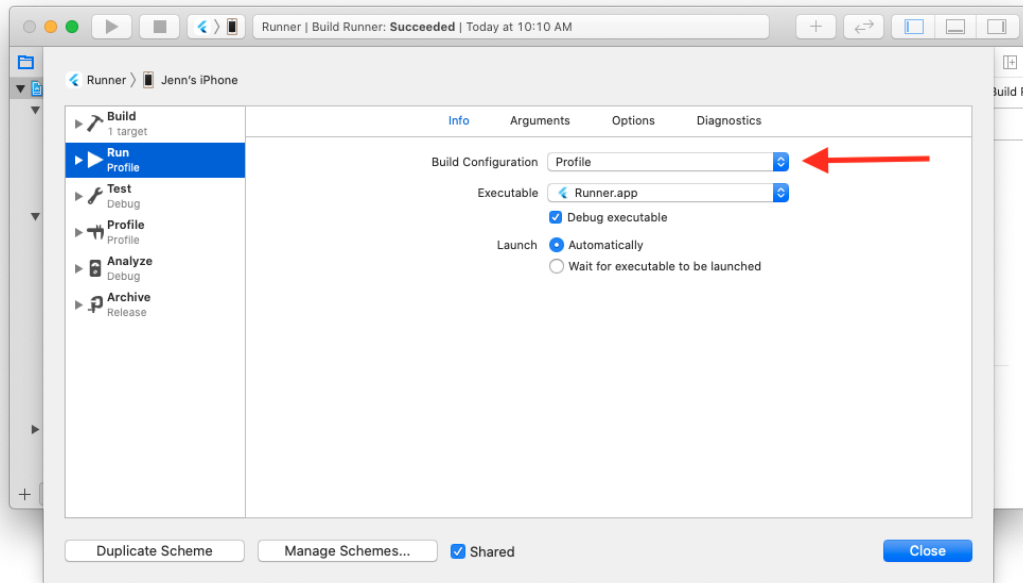 Runner | Build Runner: Succeeded | Today at 10:10 AM
Runner Jenn's iPhone
Build
1 target
Run
Profile
Test
Debug
Profile
Profile
Analyze
Debug
Archive
Release
Info Arguments Options Diagnostics
Build Configuration Profile
Executable Runner.app
Debug executable
Launch Automatically
Wait for executable to be launched
Duplicate Scheme Manage Schemes... Shared Close